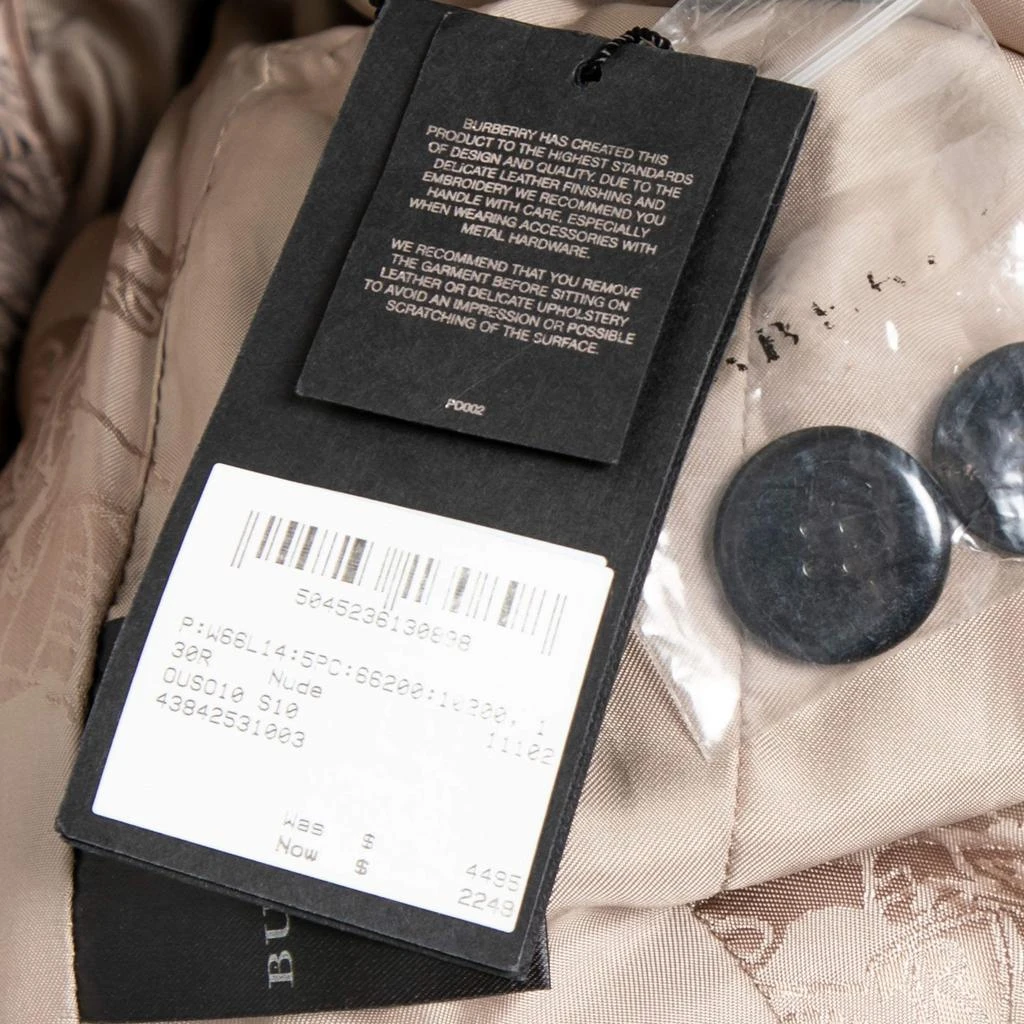 BURBERRY HAS CREATED THIS
PRODUCT TO THE HIGHEST STANDARDS
OF DESIGN AND QUALITY. DUE TO THE
DELICATE LEATHER FINISHING AND
EMBROIDERY WE RECOMMEND YOU
HANDLE WITH CARE, ESPECIALLY
WHEN WEARING ACCESSORIES WITH
METAL HARDWARE.
WE RECOMMEND THAT YOU REMOVE
THE GARMENT BEFORE SITTING ON
LEATHER OR DELICATE UPHOLSTERY
TO AVOID AN IMPRESSION OR POSSIBLE
SCRATCHING OF THE SURFACE.
PD002
5045236130898
30R Nude 11102
OUSO10 S10
43842531003
Was $ 4495
Now $ 2249
BU